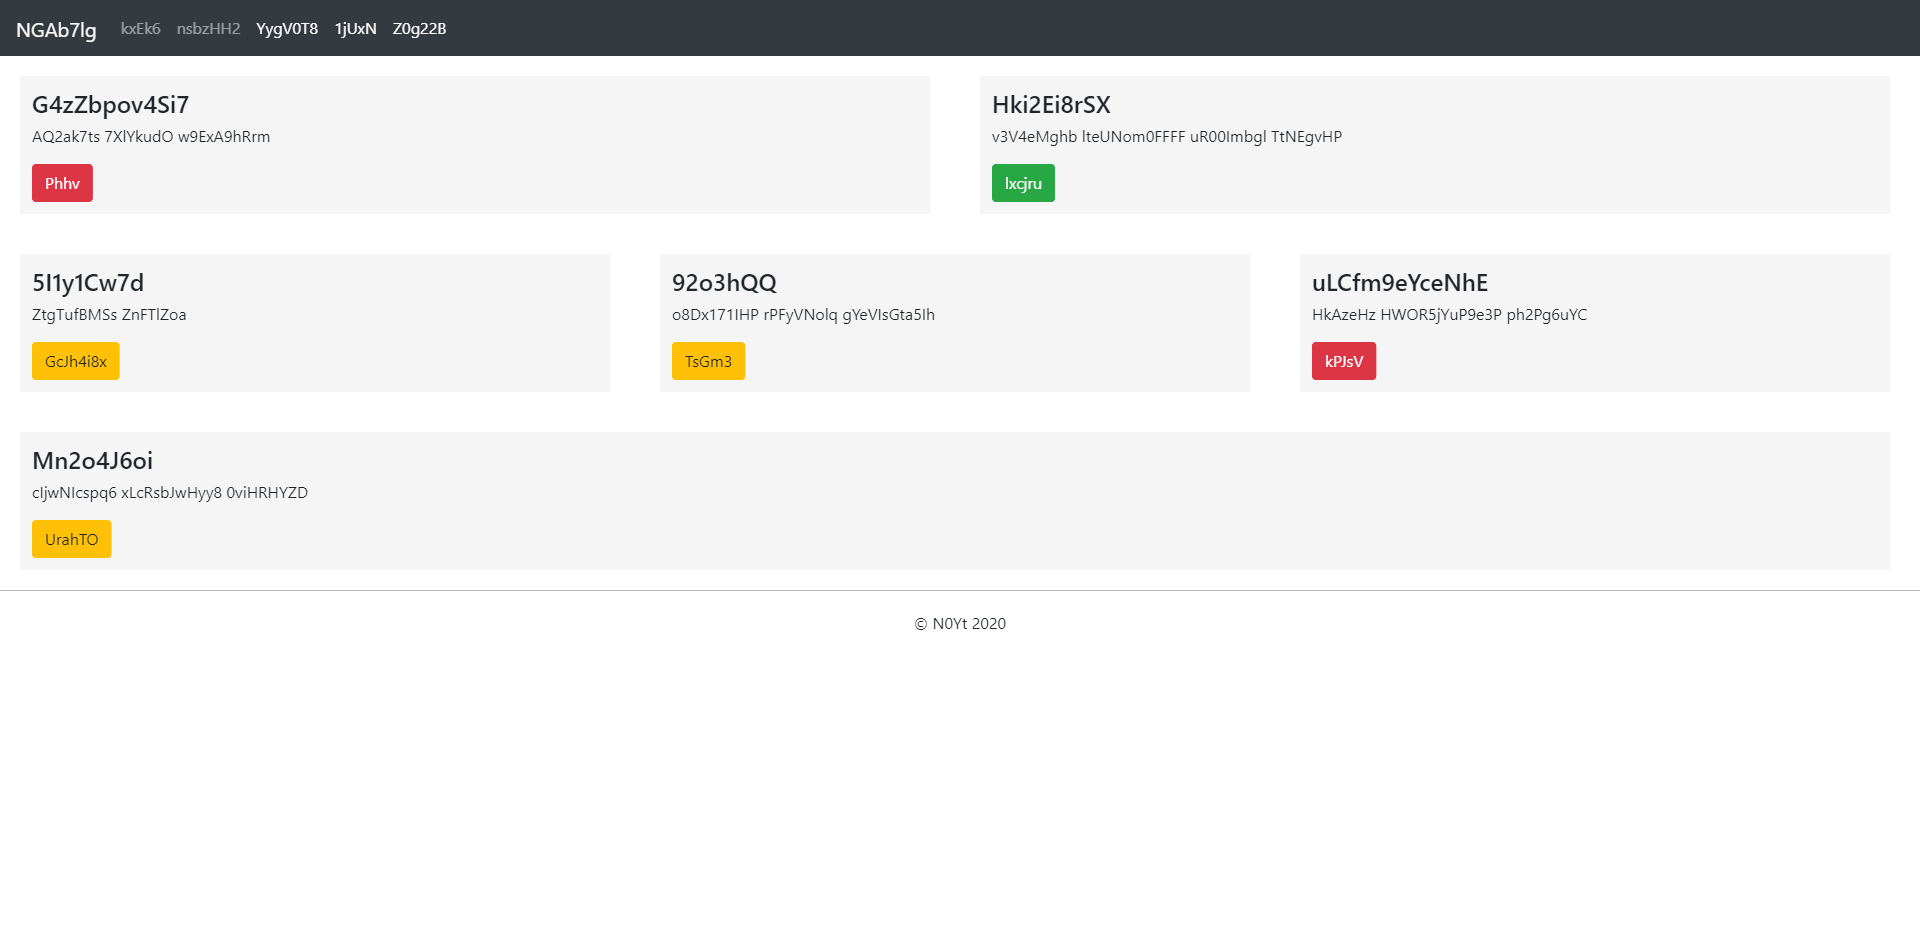 NGAb7lg kxEk6 nsbzHH2 YygV0T8 1jUxN Z0g22B
G4zZbpov4Si7
AQ2ak7ts 7XlYkudO w9ExA9hRrm
Phhv
Hki2Ei8rSX
v3V4eMghb lteUNom0FFFF uR00Imbgl TtNEgvHP
lxcjru
5I1y1Cw7d
ZtgTufBMSs ZnFTlZoa
GcJh4i8x
92o3hQQ
o8Dx171IHP rPFyVNolq gYeVIsGta5Ih
TsGm3
uLCfm9eYceNhE
HkAzeHz HWOR5jYuP9e3P ph2Pg6uYC
kPJsV
Mn2o4J6oi
cIjwNIcspq6 xLcRsbJwHyy8 0viHRHYZD
UrahTO
© N0Yt 2020